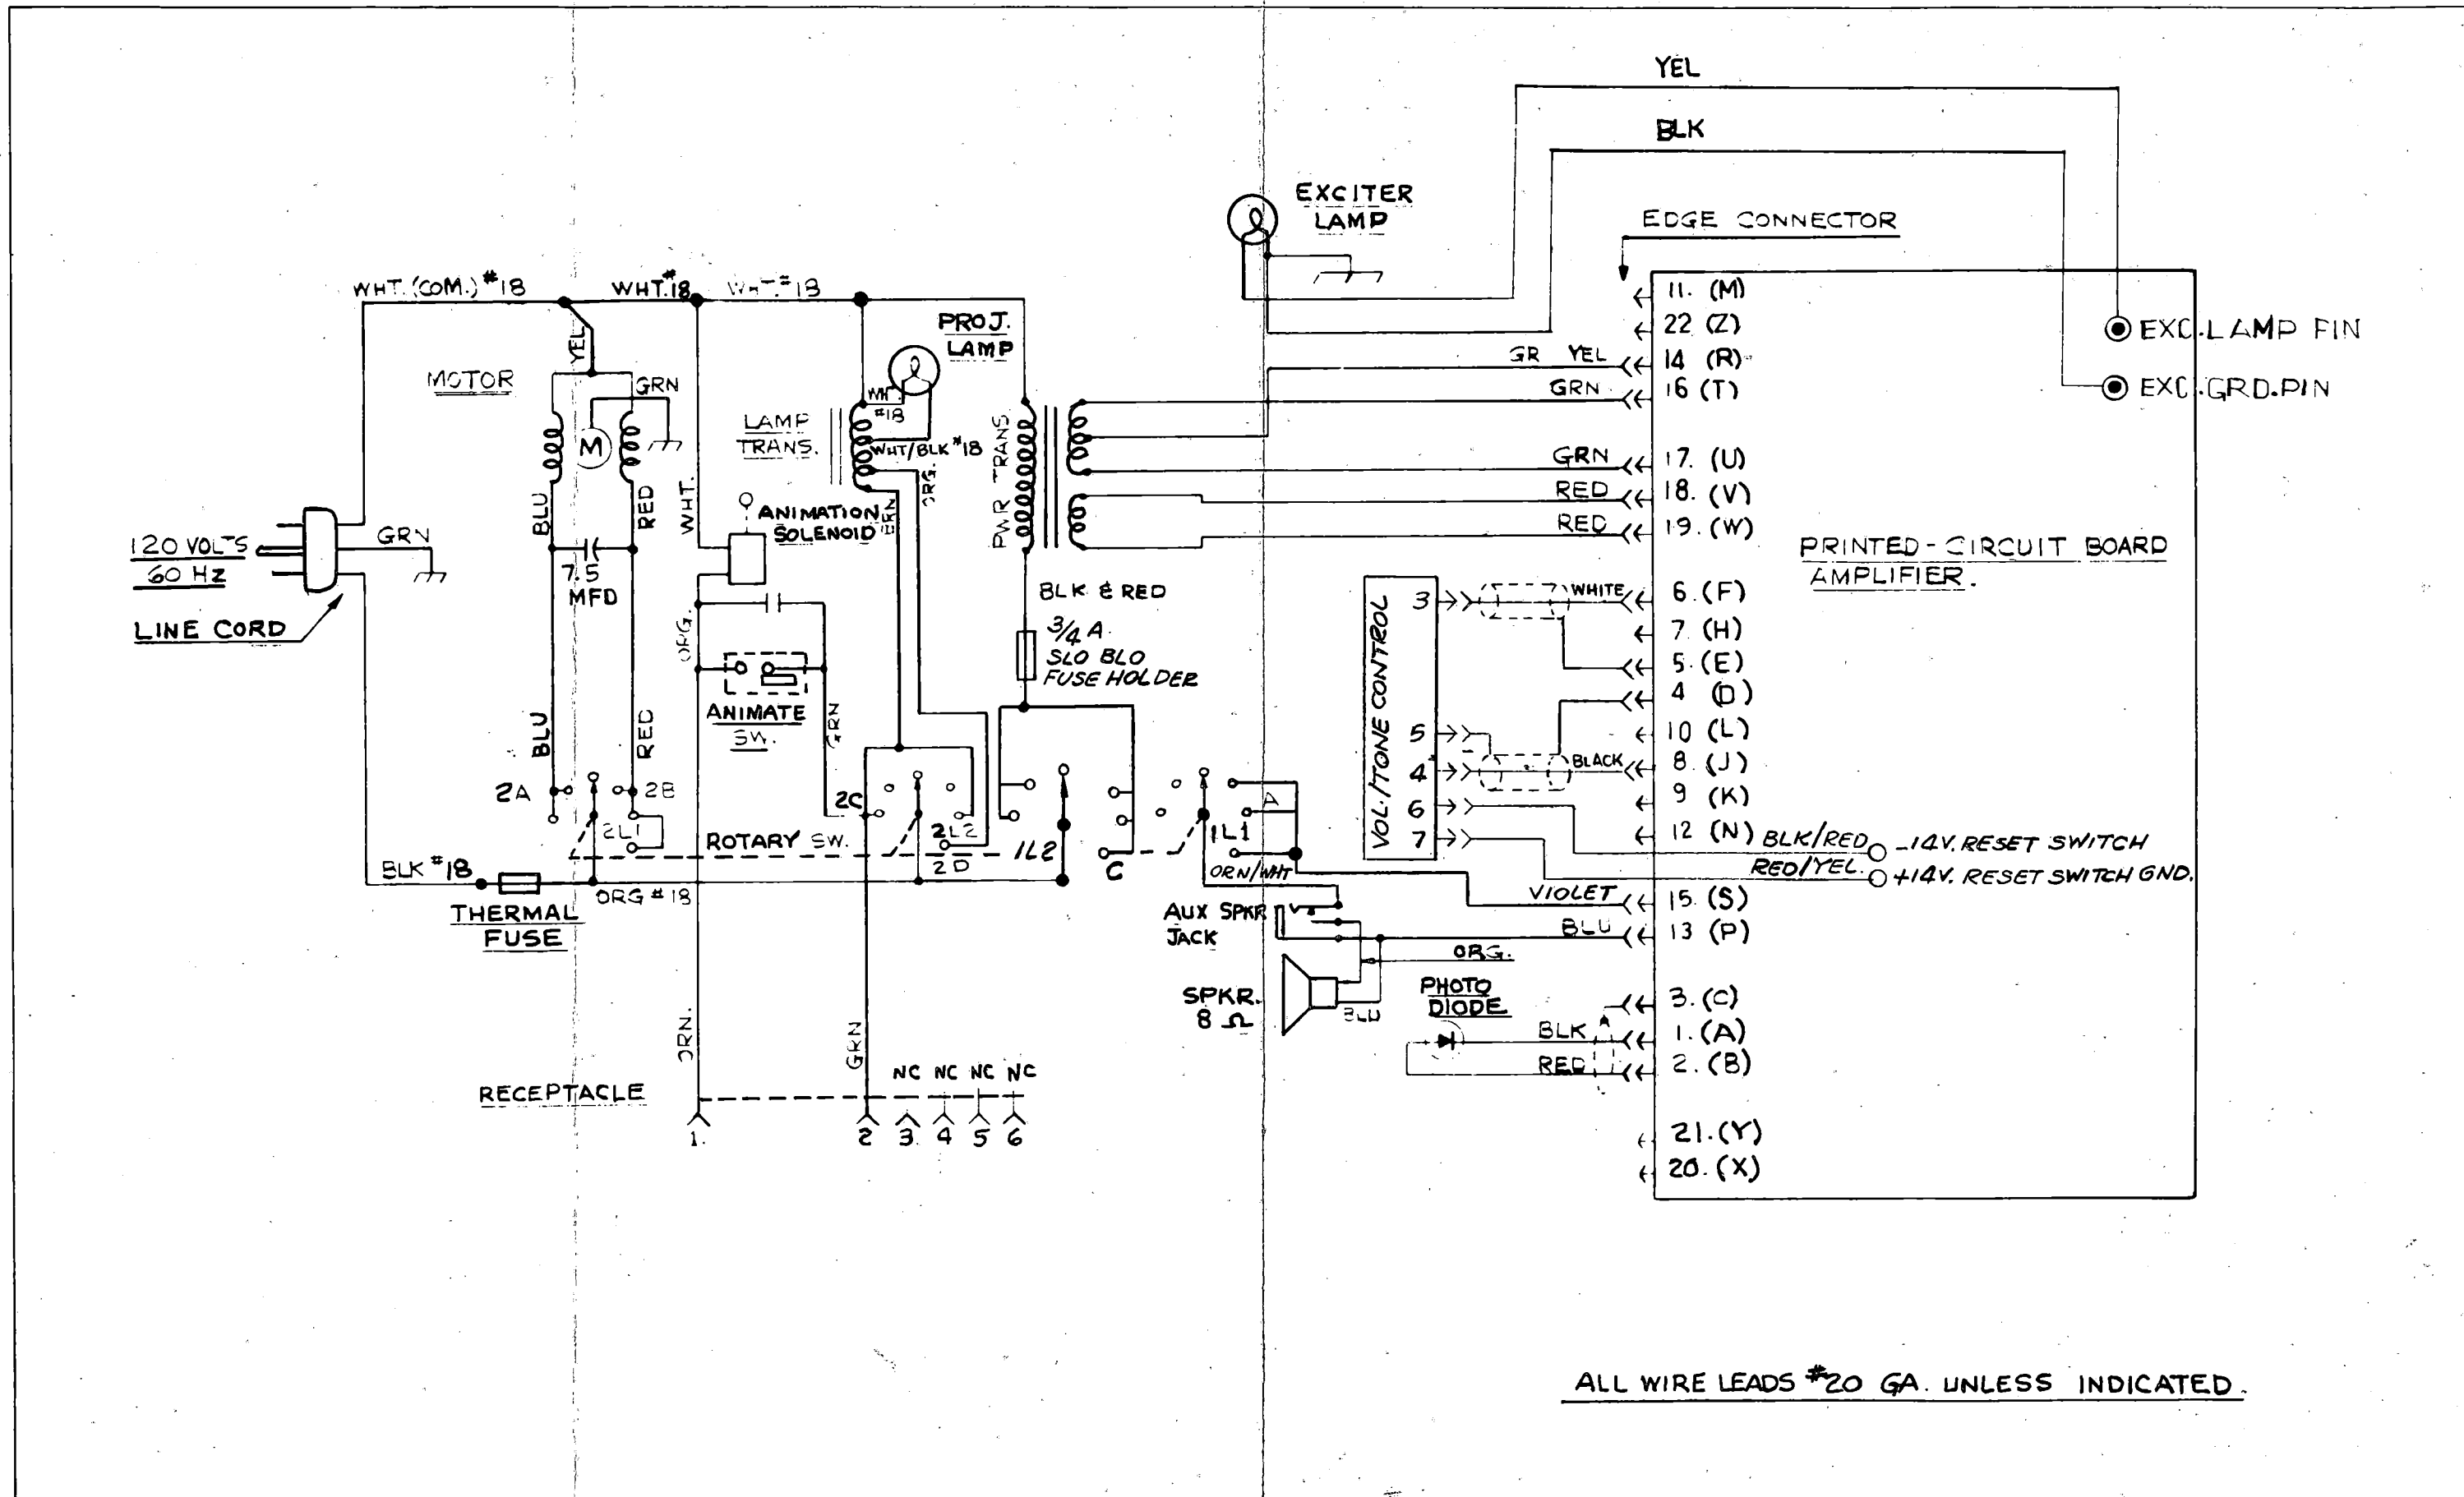 YEL
BLK
EXCITER
LAMP
EDGE CONNECTOR
WHT. (COM.) #18
WHT. #18
WHT. #18
11. (M)
22 (Z)
EXC. LAMP PIN
GR YEL
14 (R)
GRN
16 (T)
EXC. GRD. PIN
PROJ.
LAMP
YEL
MOTOR
GRN
M
LAMP
TRANS.
WHT.
#18
WHT/BLK #18
ORG.
BRN
PWR TRANS
GRN
17. (U)
RED
18. (V)
RED
19. (W)
BLU
RED
WHT.
ANIMATION
SOLENOID
120 VOLTS
60 HZ
GRN
LINE CORD
7.5
MFD
PRINTED-CIRCUIT BOARD
AMPLIFIER.
BLK & RED
3/4 A.
SLO BLO
FUSE HOLDER
ORG.
ANIMATE
SW.
GRN
BLU
RED
VOL./TONE CONTROL
3
WHITE
6. (F)
7. (H)
5. (E)
4 (D)
5
10 (L)
4
BLACK
8. (J)
9 (K)
6
12 (N)
7
BLK/RED
-14V. RESET SWITCH
RED/YEL.
+14V. RESET SWITCH GND.
2A
2B
2L1
2C
2L2
2D
ROTARY SW.
1L2
C
A
1L1
ORN/WHT
BLK #18
THERMAL
FUSE
ORG #18
VIOLET
15. (S)
AUX SPKR
JACK
BLU
13 (P)
ORG.
SPKR.
8 Ω
BLU
PHOTO
DIODE
3. (C)
BLK
1. (A)
RED
2. (B)
ORN.
GRN
NC NC NC NC
RECEPTACLE
1. 2 3. 4 5 6
21. (Y)
20. (X)
ALL WIRE LEADS #20 GA. UNLESS INDICATED.